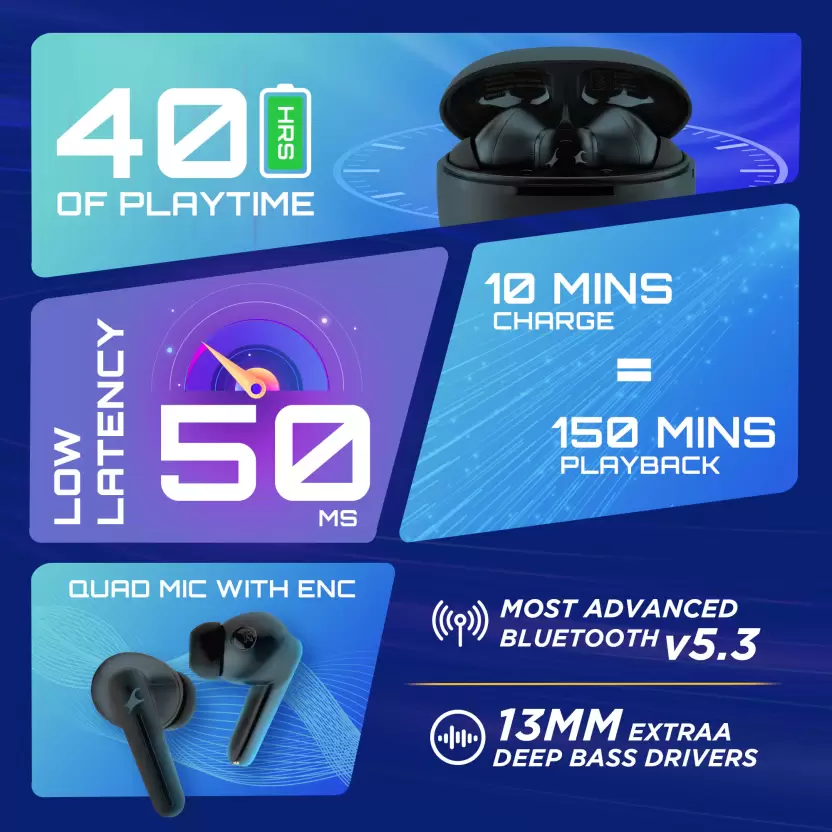 40 HRS
OF PLAYTIME
LOW
LATENCY
50
MS
10 MINS
CHARGE
=
150 MINS
PLAYBACK
QUAD MIC WITH ENC
MOST ADVANCED
BLUETOOTH v5.3
13MM EXTRAA
DEEP BASS DRIVERS